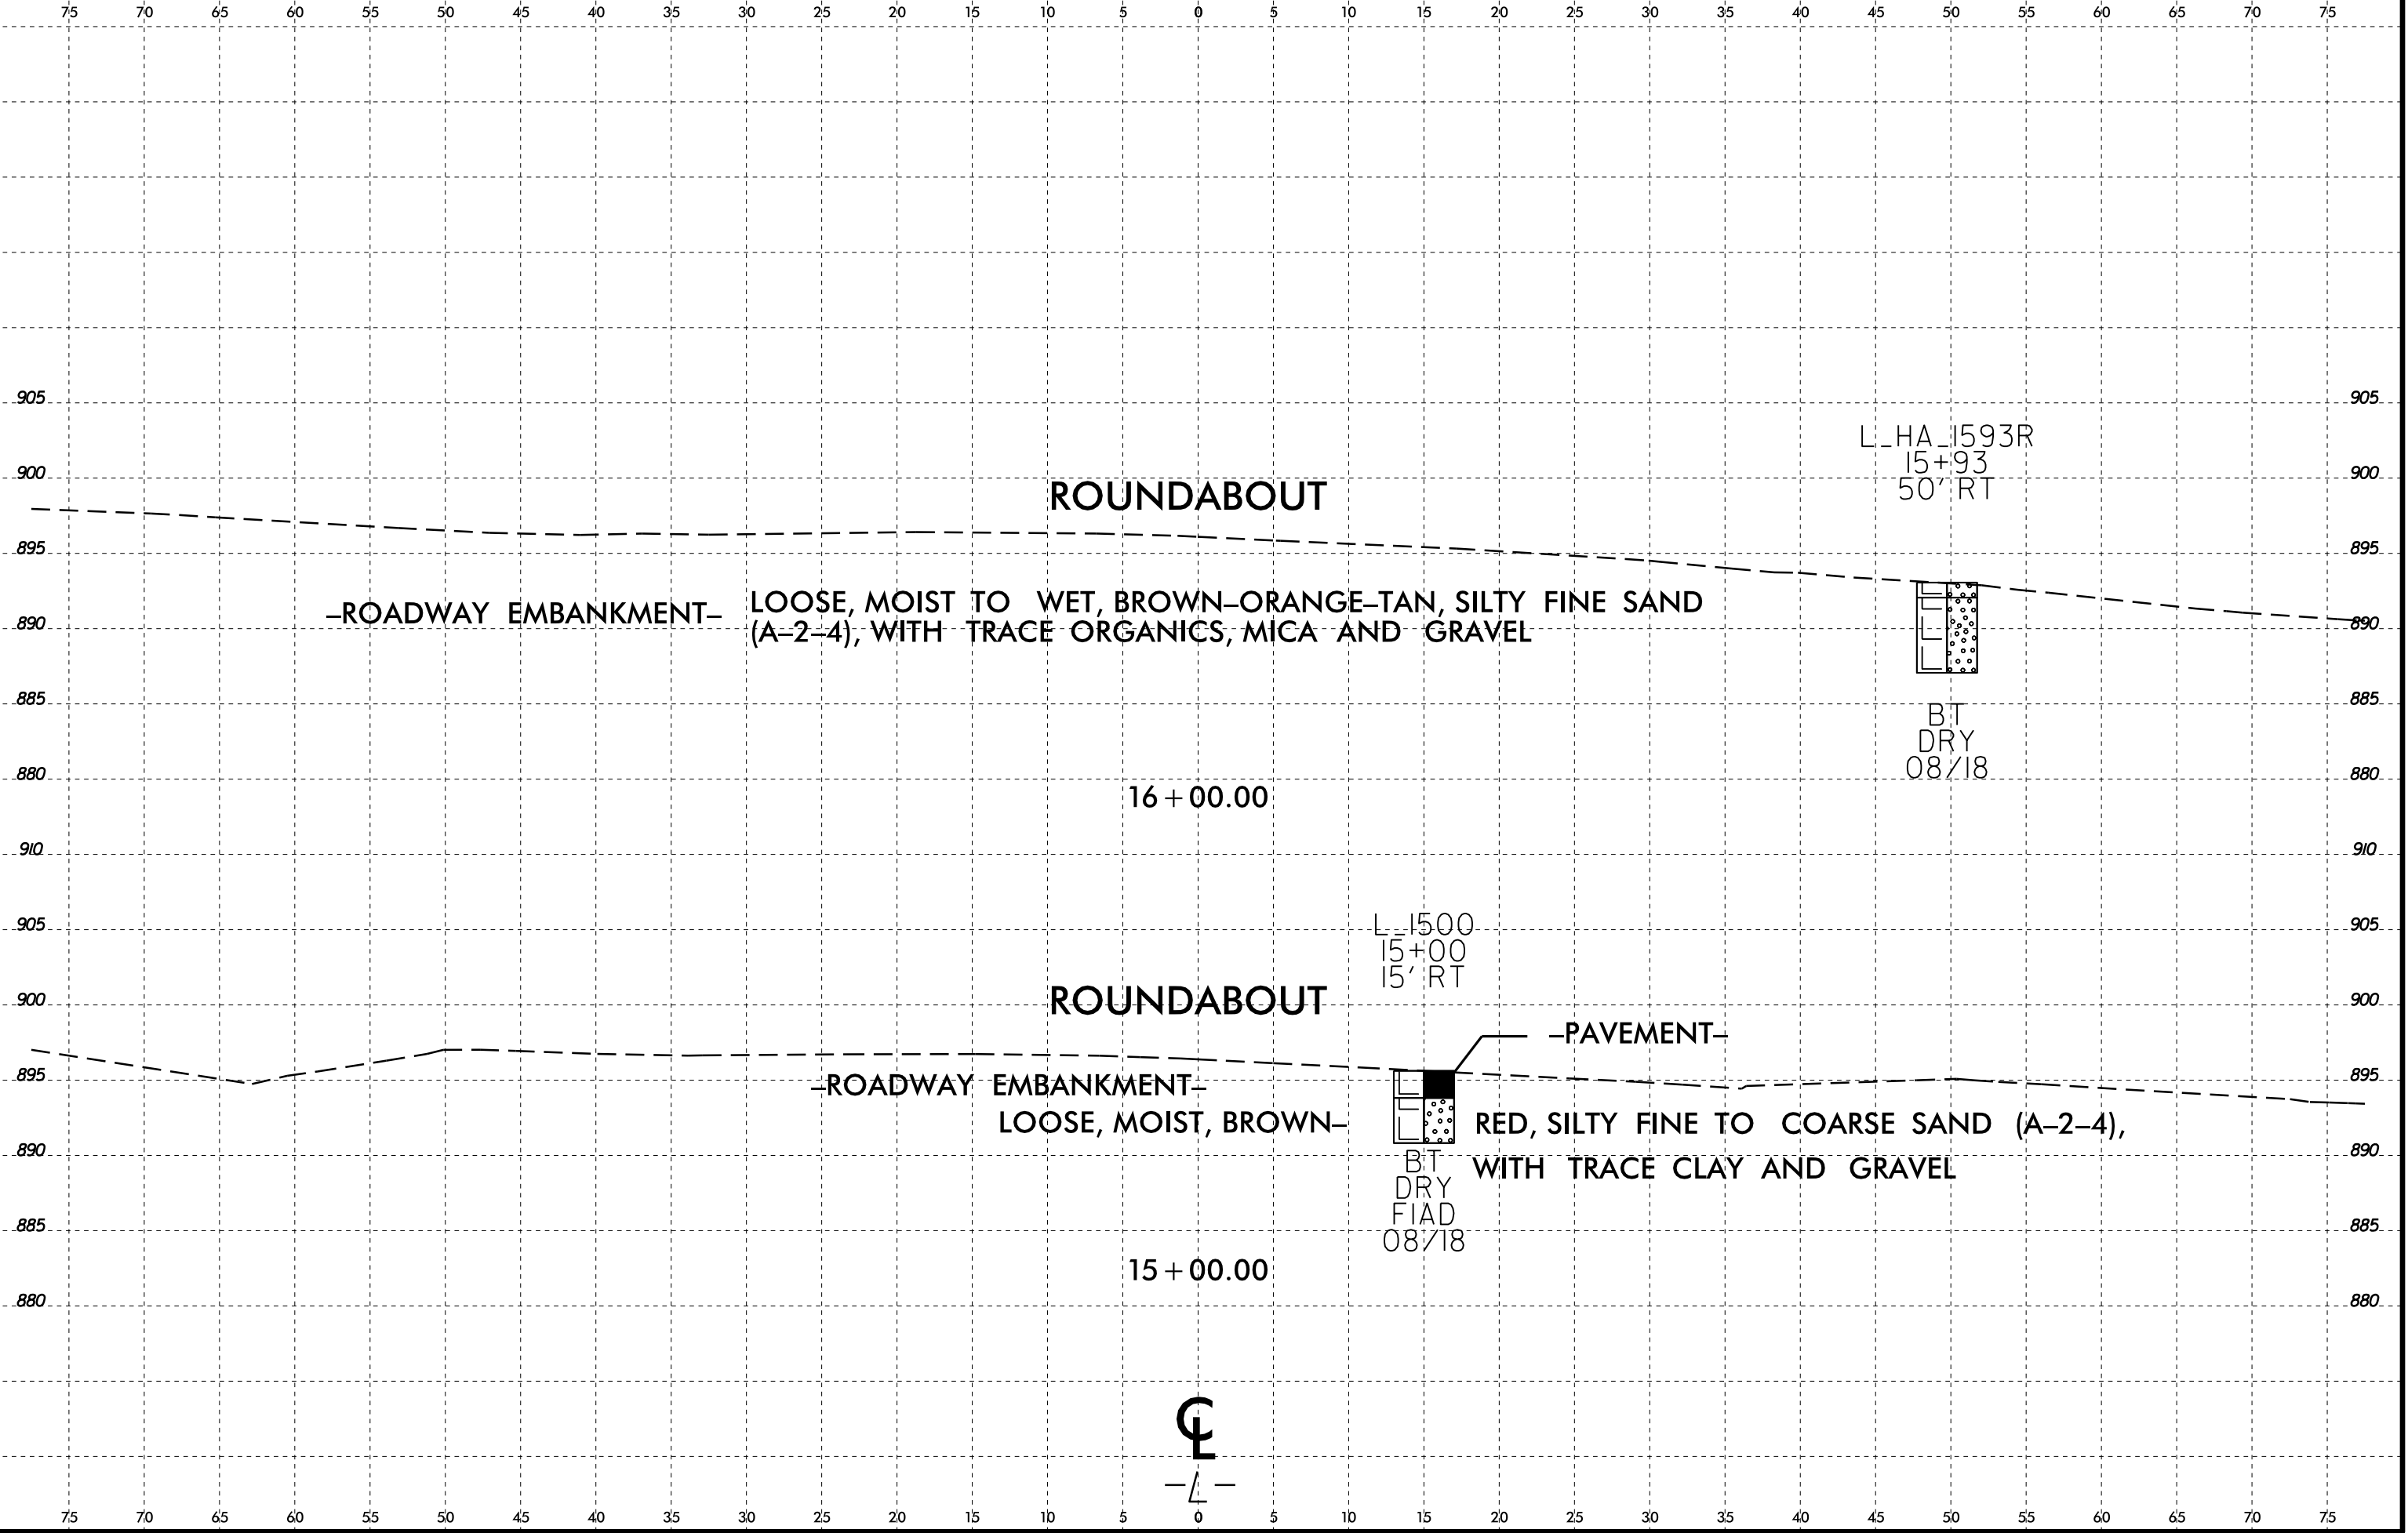 75 70 65 60 55 50 45 40 35 30 25 20 15 10 5 0 5 10 15 20 25 30 35 40 45 50 55 60 65 70 75
905 905
L_HA_1593R
15+93
50' RT
900 900
ROUNDABOUT
895 895
LOOSE, MOIST TO WET, BROWN–ORANGE–TAN, SILTY FINE SAND
–ROADWAY EMBANKMENT–
890 890
(A–2–4), WITH TRACE ORGANICS, MICA AND GRAVEL
885 885
BT
DRY
08/18
880 880
16+00.00
910 910
905 905
L_1500
15+00
15' RT
900 900
ROUNDABOUT
–PAVEMENT–
895 895
–ROADWAY EMBANKMENT–
LOOSE, MOIST, BROWN– RED, SILTY FINE TO COARSE SAND (A–2–4),
890 890
WITH TRACE CLAY AND GRAVEL
BT
DRY
FIAD
08/18
885 885
15+00.00
880 880
℄
–L–
75 70 65 60 55 50 45 40 35 30 25 20 15 10 5 0 5 10 15 20 25 30 35 40 45 50 55 60 65 70 75